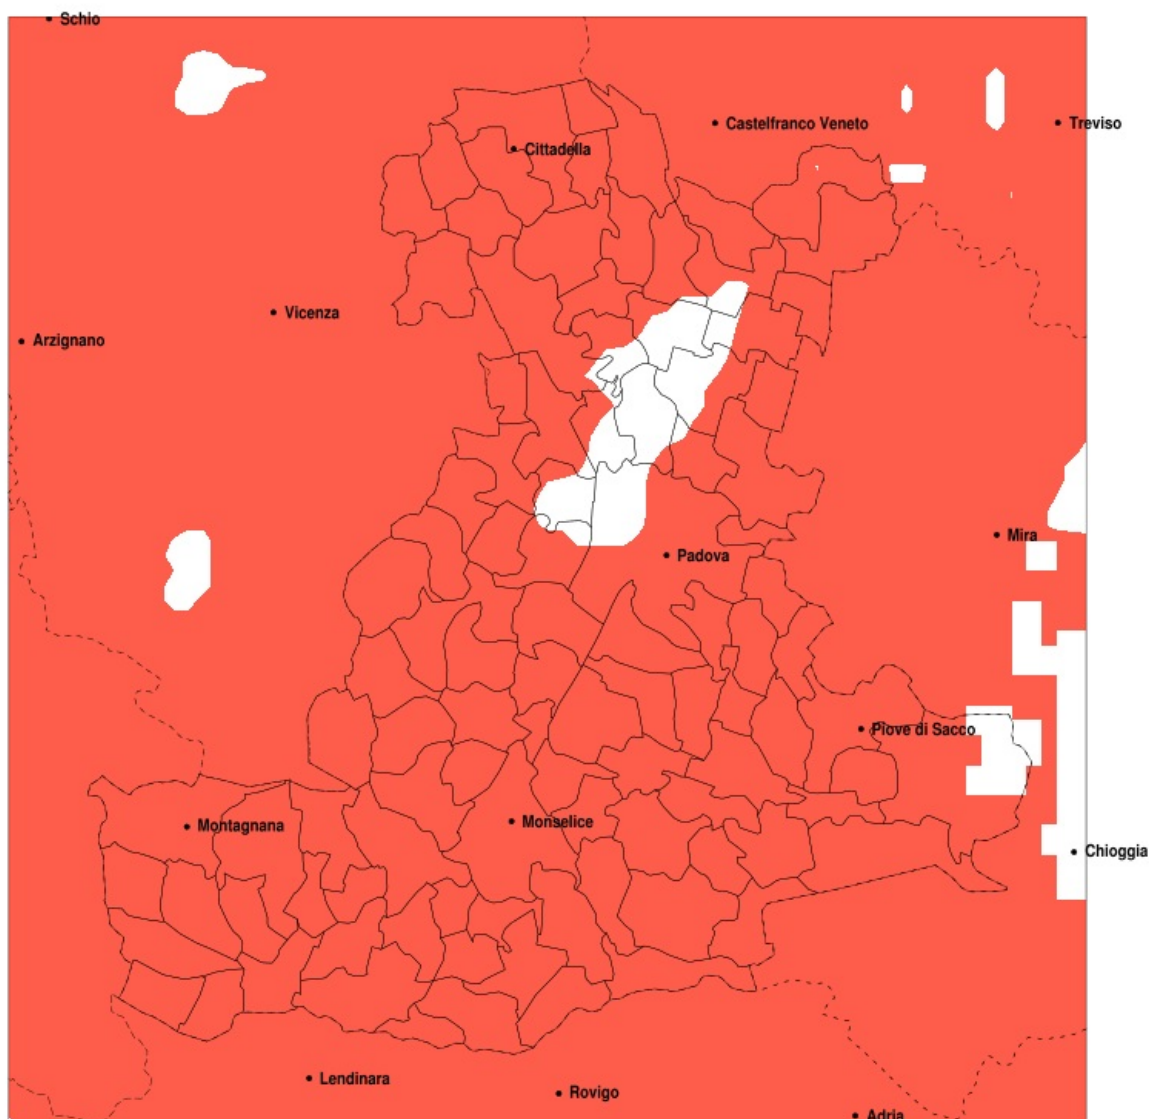 Schio
Castelfranco Veneto
Treviso
Cittadella
Vicenza
Arzignano
Mira
Padova
Piove di Sacco
Monselice
Montagnana
Chioggia
Lendinara
Rovigo
Adria